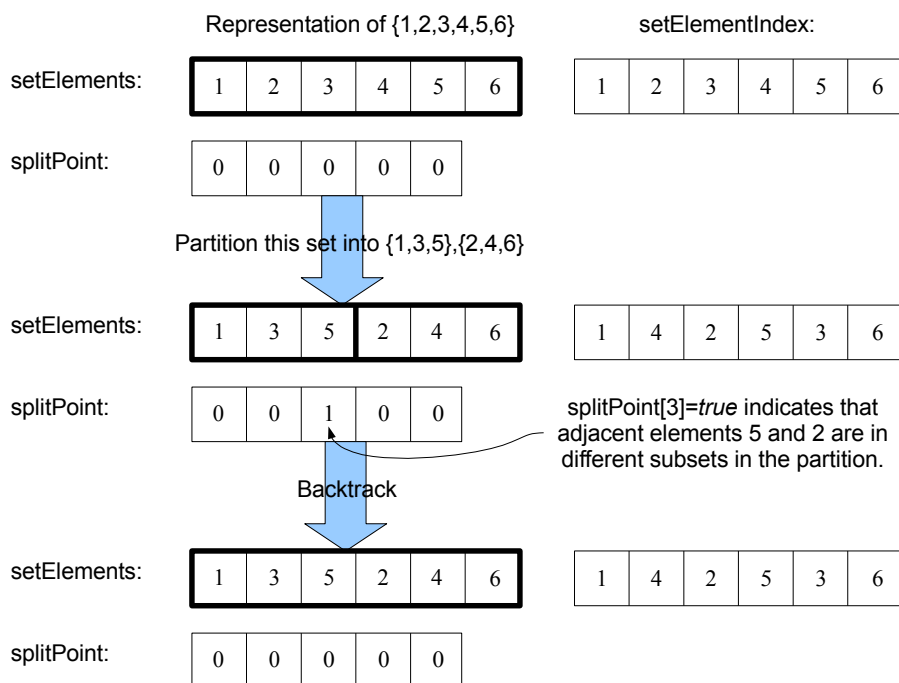 Representation of {1,2,3,4,5,6} setElementIndex:
setElements: 1 2 3 4 5 6 1 2 3 4 5 6
splitPoint: 0 0 0 0 0
Partition this set into {1,3,5},{2,4,6}
setElements: 1 3 5 2 4 6 1 4 2 5 3 6
splitPoint: 0 0 1 0 0
splitPoint[3]=true indicates that
adjacent elements 5 and 2 are in
different subsets in the partition.
Backtrack
setElements: 1 3 5 2 4 6 1 4 2 5 3 6
splitPoint: 0 0 0 0 0